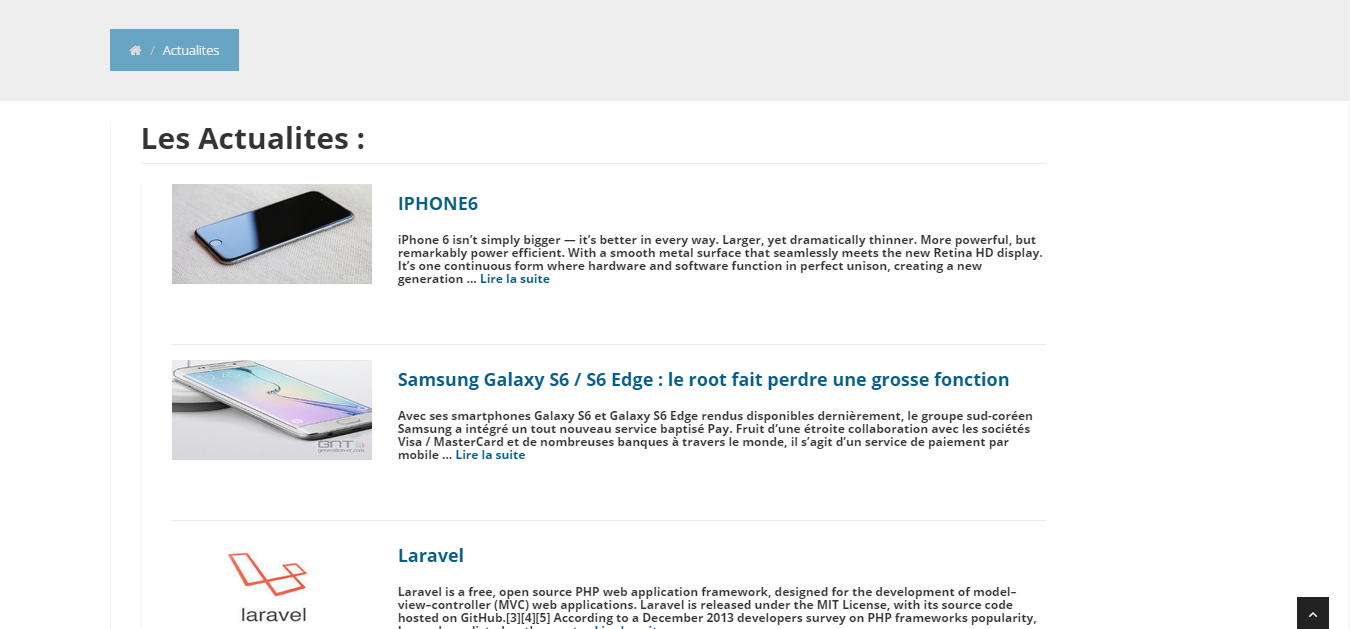 / Actualites
Les Actualites :
IPHONE6
iPhone 6 isn’t simply bigger — it’s better in every way. Larger, yet dramatically thinner. More powerful, but
remarkably power efficient. With a smooth metal surface that seamlessly meets the new Retina HD display.
It’s one continuous form where hardware and software function in perfect unison, creating a new
generation ... Lire la suite
GNT
generation-nt.com
Samsung Galaxy S6 / S6 Edge : le root fait perdre une grosse fonction
Avec ses smartphones Galaxy S6 et Galaxy S6 Edge rendus disponibles dernièrement, le groupe sud-coréen
Samsung a intégré un tout nouveau service baptisé Pay. Fruit d’une étroite collaboration avec les sociétés
Visa / MasterCard et de nombreuses banques à travers le monde, il s’agit d’un service de paiement par
mobile ... Lire la suite
laravel
Laravel
Laravel is a free, open source PHP web application framework, designed for the development of model–
view–controller (MVC) web applications. Laravel is released under the MIT License, with its source code
hosted on GitHub.[3][4][5] According to a December 2013 developers survey on PHP frameworks popularity,